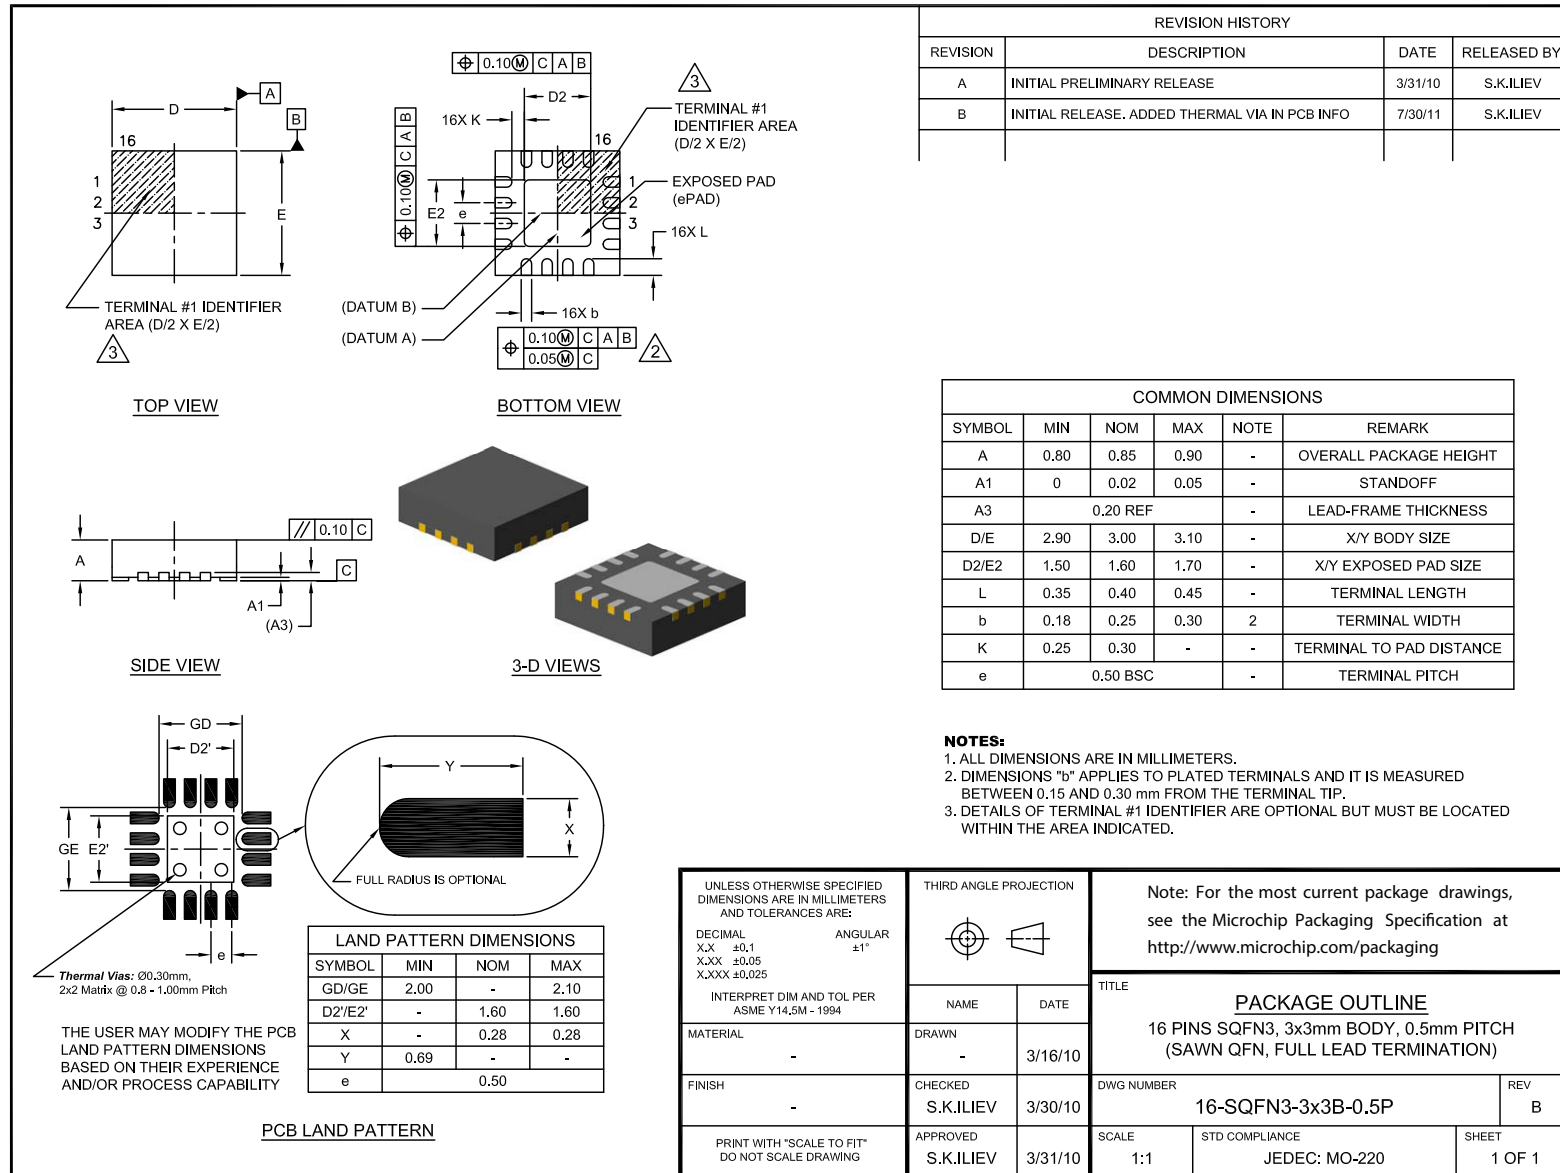 REVISION HISTORY
REVISION DESCRIPTION DATE RELEASED BY
A INITIAL PRELIMINARY RELEASE 3/31/10 S.K.ILIEV
B INITIAL RELEASE. ADDED THERMAL VIA IN PCB INFO 7/30/11 S.K.ILIEV
D
A
B
16
1
2
3
E
TERMINAL #1 IDENTIFIER
AREA (D/2 X E/2)
3
TOP VIEW
⌖ 0.10Ⓜ C A B
D2
3
16X K
TERMINAL #1
IDENTIFIER AREA
(D/2 X E/2)
⌖ 0.10Ⓜ C A B
16
1
2
3
EXPOSED PAD
(ePAD)
E2
e
16X L
(DATUM B)
(DATUM A)
16X b
⌖ 0.10Ⓜ C A B
0.05Ⓜ C
2
BOTTOM VIEW
// 0.10 C
A
C
A1
(A3)
SIDE VIEW
3-D VIEWS
COMMON DIMENSIONS
SYMBOL MIN NOM MAX NOTE REMARK
A 0.80 0.85 0.90 - OVERALL PACKAGE HEIGHT
A1 0 0.02 0.05 - STANDOFF
A3 0.20 REF - LEAD-FRAME THICKNESS
D/E 2.90 3.00 3.10 - X/Y BODY SIZE
D2/E2 1.50 1.60 1.70 - X/Y EXPOSED PAD SIZE
L 0.35 0.40 0.45 - TERMINAL LENGTH
b 0.18 0.25 0.30 2 TERMINAL WIDTH
K 0.25 0.30 - - TERMINAL TO PAD DISTANCE
e 0.50 BSC - TERMINAL PITCH
NOTES:
1. ALL DIMENSIONS ARE IN MILLIMETERS.
2. DIMENSIONS "b" APPLIES TO PLATED TERMINALS AND IT IS MEASURED
BETWEEN 0.15 AND 0.30 mm FROM THE TERMINAL TIP.
3. DETAILS OF TERMINAL #1 IDENTIFIER ARE OPTIONAL BUT MUST BE LOCATED
WITHIN THE AREA INDICATED.
GD
D2'
GE
E2'
e
Y
X
FULL RADIUS IS OPTIONAL
Thermal Vias: Ø0.30mm,
2x2 Matrix @ 0.8 - 1.00mm Pitch
THE USER MAY MODIFY THE PCB
LAND PATTERN DIMENSIONS
BASED ON THEIR EXPERIENCE
AND/OR PROCESS CAPABILITY
LAND PATTERN DIMENSIONS
SYMBOL MIN NOM MAX
GD/GE 2.00 - 2.10
D2'/E2' - 1.60 1.60
X - 0.28 0.28
Y 0.69 - -
e 0.50
PCB LAND PATTERN
UNLESS OTHERWISE SPECIFIED
DIMENSIONS ARE IN MILLIMETERS
AND TOLERANCES ARE:
DECIMAL ANGULAR
X.X ±0.1 ±1°
X.XX ±0.05
X.XXX ±0.025
INTERPRET DIM AND TOL PER
ASME Y14.5M - 1994
THIRD ANGLE PROJECTION
NAME DATE
MATERIAL
-
DRAWN
- 3/16/10
FINISH
-
CHECKED
S.K.ILIEV 3/30/10
PRINT WITH "SCALE TO FIT"
DO NOT SCALE DRAWING
APPROVED
S.K.ILIEV 3/31/10
Note: For the most current package drawings,
see the Microchip Packaging Specification at
http://www.microchip.com/packaging
TITLE
PACKAGE OUTLINE
16 PINS SQFN3, 3x3mm BODY, 0.5mm PITCH
(SAWN QFN, FULL LEAD TERMINATION)
DWG NUMBER
16-SQFN3-3x3B-0.5P
REV
B
SCALE
1:1
STD COMPLIANCE
JEDEC: MO-220
SHEET
1 OF 1